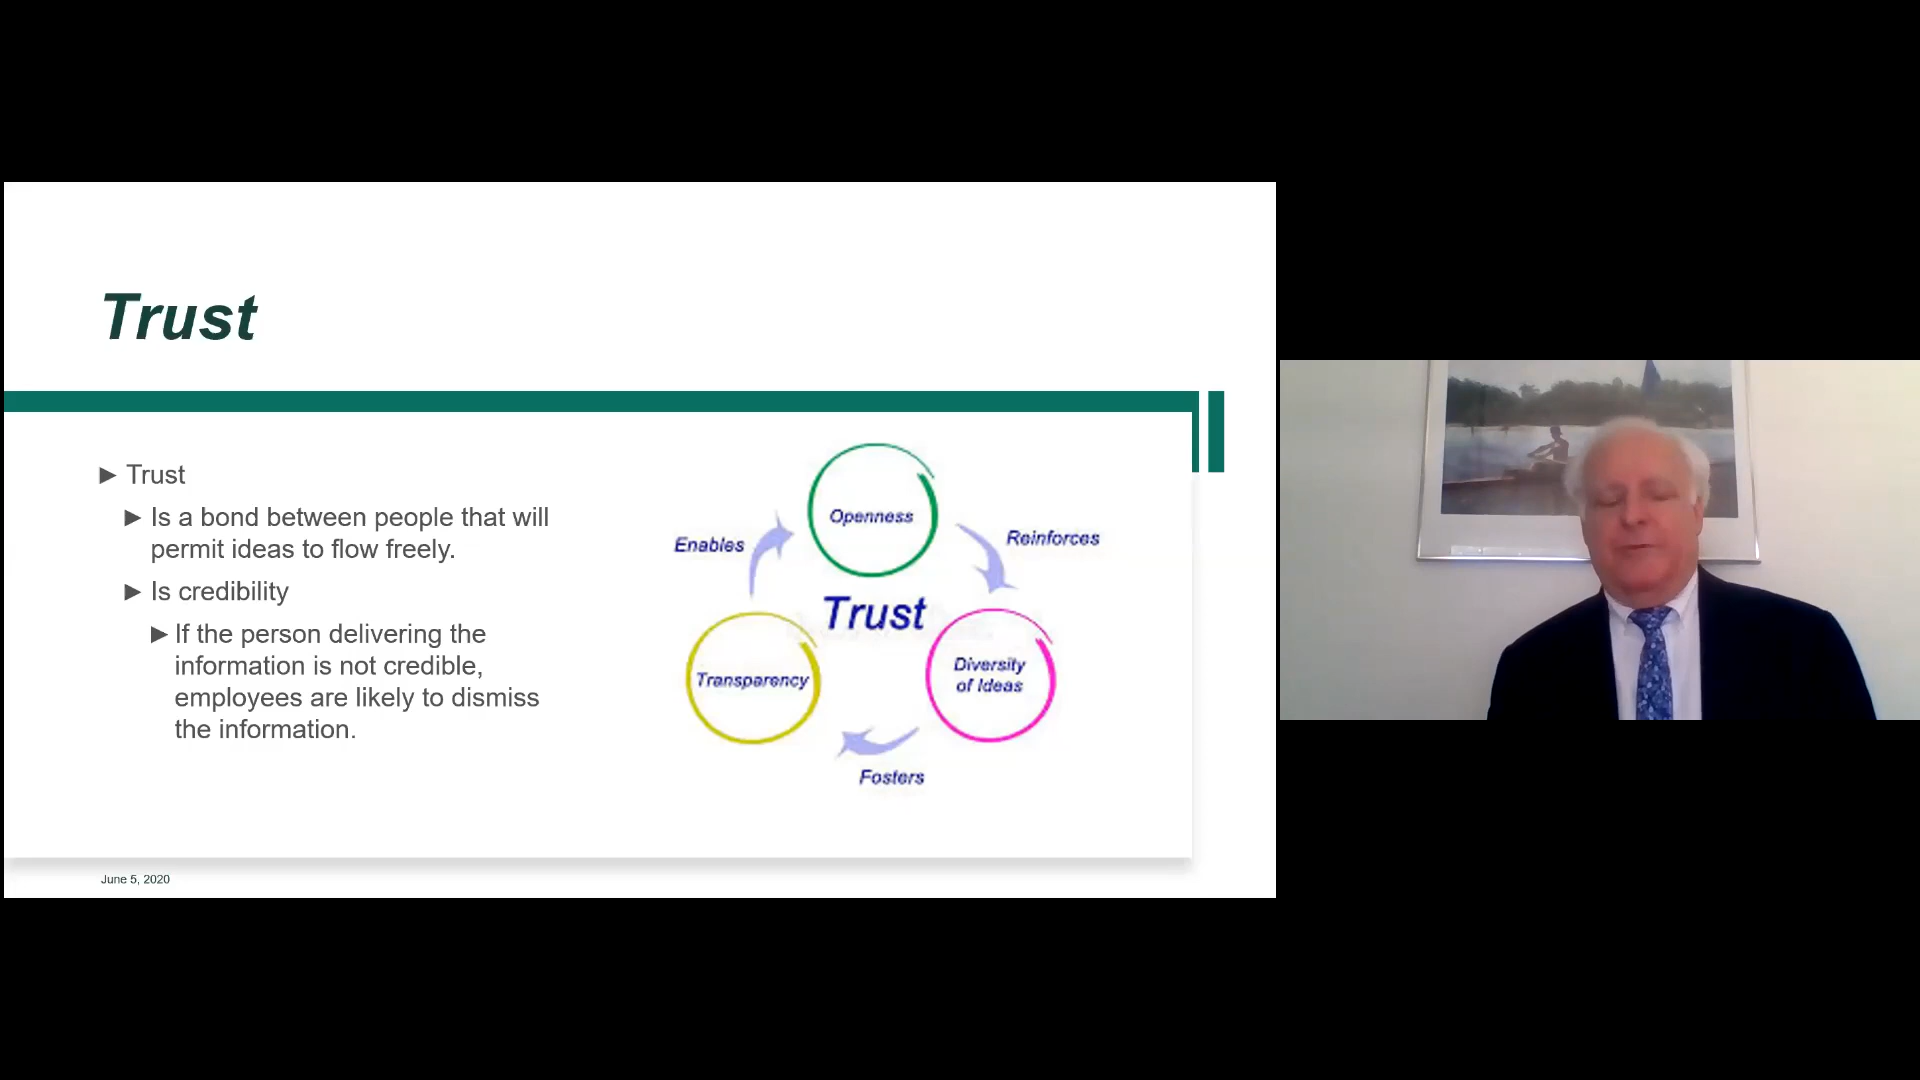 Trust
► Trust
► Is a bond between people that will
permit ideas to flow freely.
► Is credibility
► If the person delivering the
information is not credible,
employees are likely to dismiss
the information.
Openness
Enables
Reinforces
Trust
Transparency
Diversity
of Ideas
Fosters
June 5, 2020